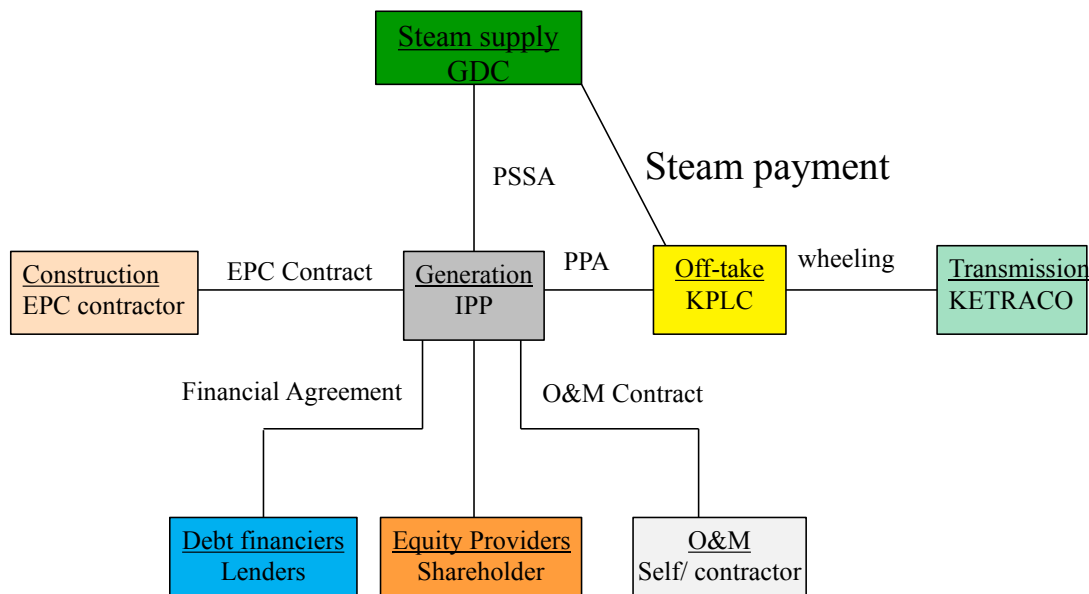 Steam supply
GDC
PSSA
Steam payment
Construction
EPC contractor
EPC Contract
Generation
IPP
PPA
Off-take
KPLC
wheeling
Transmission
KETRACO
Financial Agreement
O&M Contract
Debt financiers
Lenders
Equity Providers
Shareholder
O&M
Self/ contractor